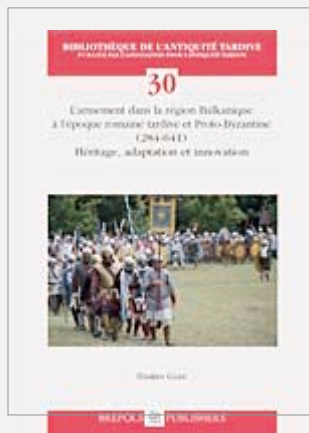 BIBLIOTHÈQUE DE L'ANTIQUITÉ TARDIVE
30
L'armement dans la région Balkanique
à l'époque romaine tardive et Proto-Byzantine
(284-641)
Héritage, adaptation et innovation
BREPOLS PUBLISHERS